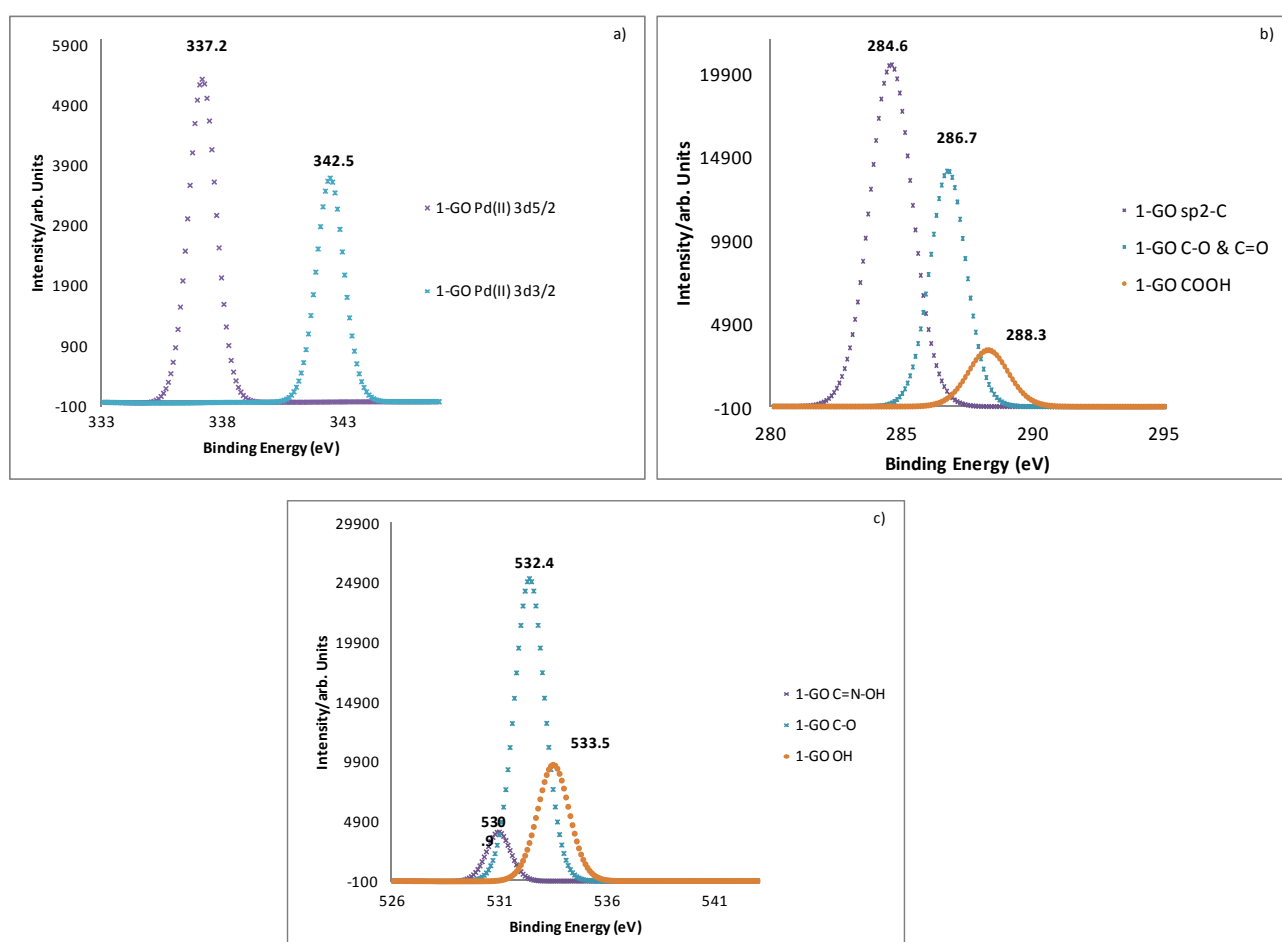 a)
337.2
342.5
5900
4900
3900
2900
1900
900
-100
Intensity/arb. Units
333
338
343
Binding Energy (eV)
1-GO Pd(II) 3d5/2
1-GO Pd(II) 3d3/2
b)
284.6
286.7
288.3
19900
14900
9900
4900
-100
Intensity/arb. Units
280
285
290
295
Binding Energy (eV)
1-GO sp2-C
1-GO C-O & C=O
1-GO COOH
c)
532.4
533.5
530
.9
29900
24900
19900
14900
9900
4900
-100
Intensity/arb. Units
526
531
536
541
Binding Energy (eV)
1-GO C=N-OH
1-GO C-O
1-GO OH